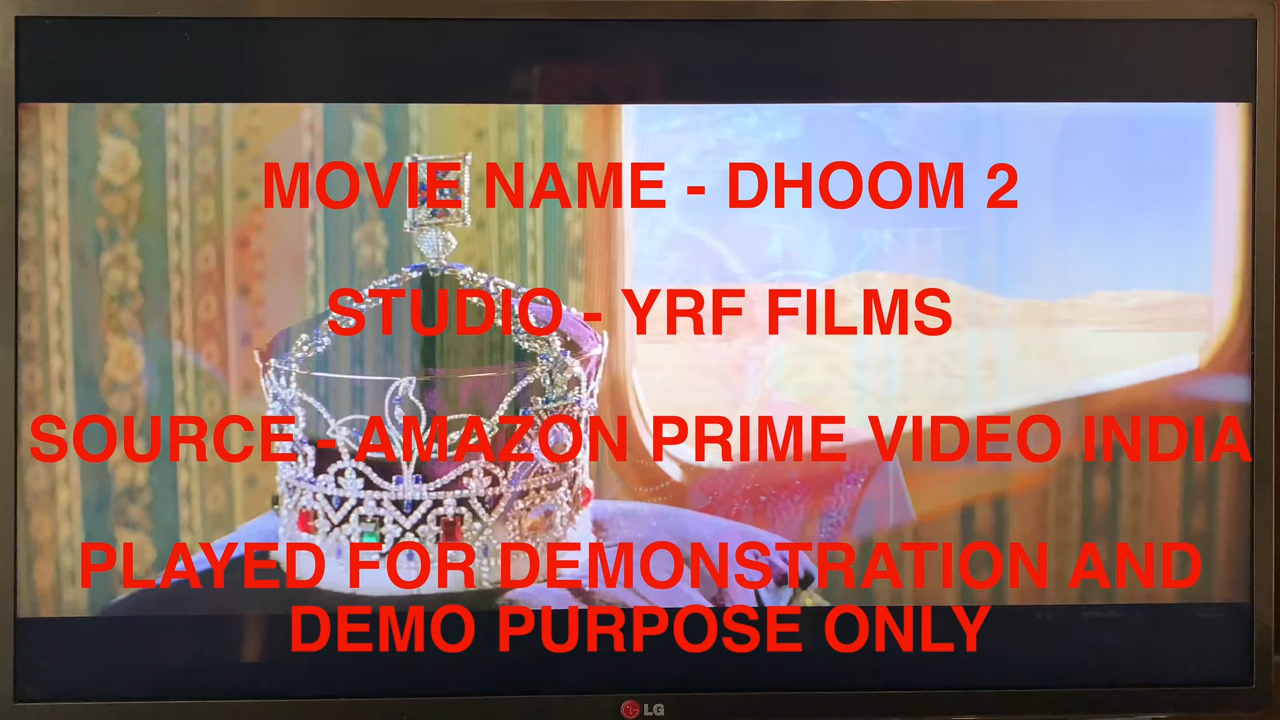 MOVIE NAME - DHOOM 2
STUDIO - YRF FILMS
SOURCE - AMAZON PRIME VIDEO INDIA
PLAYED FOR DEMONSTRATION AND
DEMO PURPOSE ONLY
LG